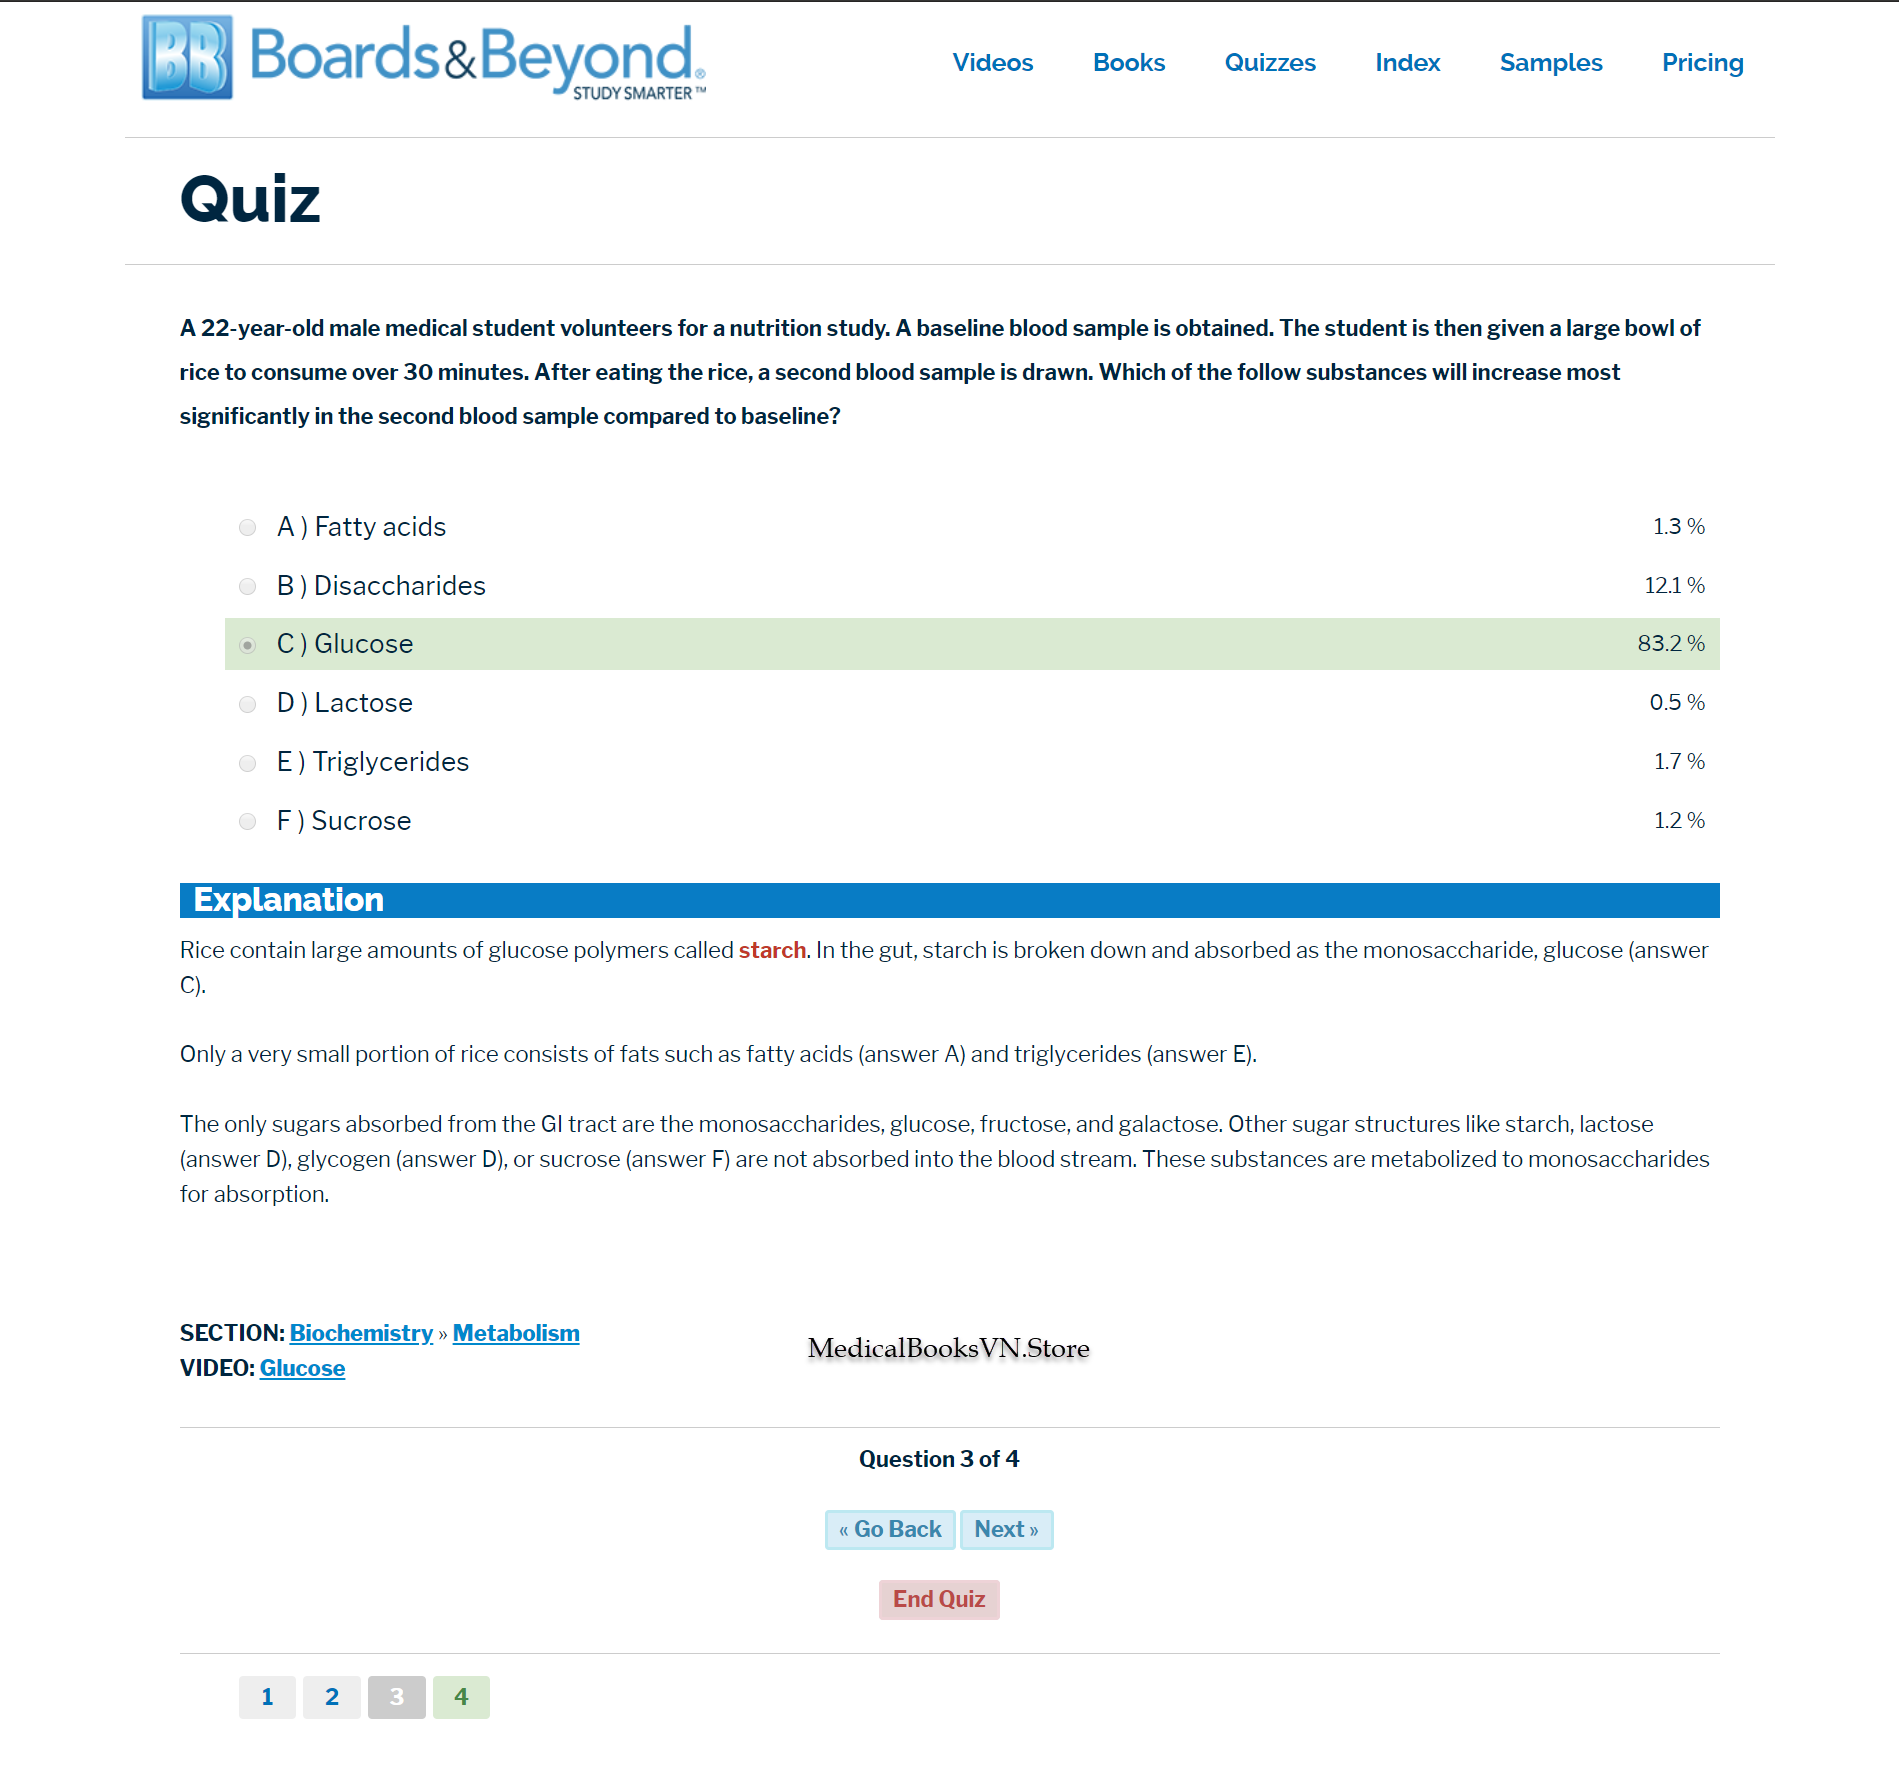 BB Boards&Beyond®
STUDY SMARTER™
Videos Books Quizzes Index Samples Pricing
Quiz
A 22-year-old male medical student volunteers for a nutrition study. A baseline blood sample is obtained. The student is then given a large bowl of
rice to consume over 30 minutes. After eating the rice, a second blood sample is drawn. Which of the follow substances will increase most
significantly in the second blood sample compared to baseline?
A ) Fatty acids 1.3 %
B ) Disaccharides 12.1 %
C ) Glucose 83.2 %
D ) Lactose 0.5 %
E ) Triglycerides 1.7 %
F ) Sucrose 1.2 %
Explanation
Rice contain large amounts of glucose polymers called starch. In the gut, starch is broken down and absorbed as the monosaccharide, glucose (answer
C).
Only a very small portion of rice consists of fats such as fatty acids (answer A) and triglycerides (answer E).
The only sugars absorbed from the GI tract are the monosaccharides, glucose, fructose, and galactose. Other sugar structures like starch, lactose
(answer D), glycogen (answer D), or sucrose (answer F) are not absorbed into the blood stream. These substances are metabolized to monosaccharides
for absorption.
SECTION: Biochemistry » Metabolism
VIDEO: Glucose
MedicalBooksVN.Store
Question 3 of 4
« Go Back Next »
End Quiz
1 2 3 4